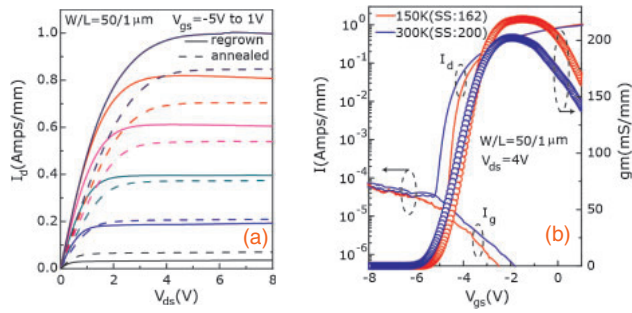 W/L=50/1μm V_gs=-5V to 1V
regrown
annealed
I_d(Amps/mm)
1.0
0.8
0.6
0.4
0.2
0.0
0 2 4 6 8
V_ds(V)
(a)
150K(SS:162)
300K(SS:200)
I_d
W/L=50/1μm
V_ds=4V
I_g
I(Amps/mm)
10^0
10^-1
10^-2
10^-3
10^-4
10^-5
10^-6
-8 -6 -4 -2 0
V_gs(V)
gm(mS/mm)
200
150
100
50
0
(b)